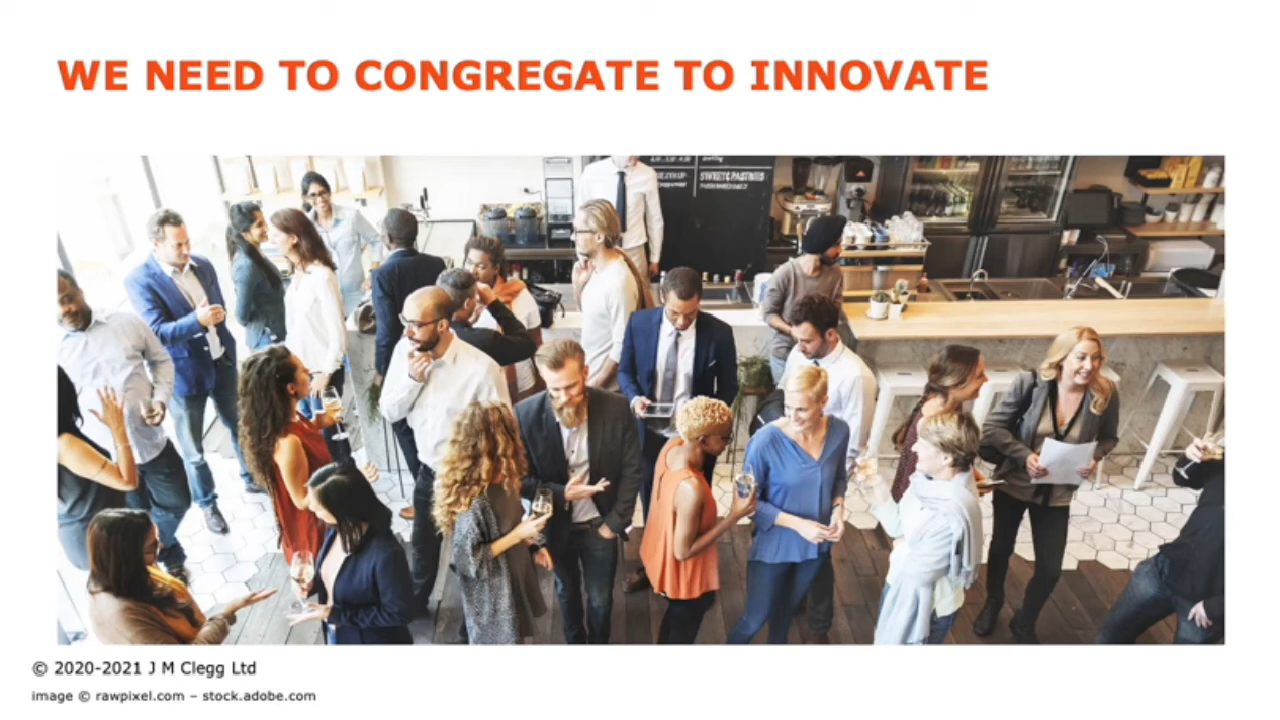 WE NEED TO CONGREGATE TO INNOVATE
SWEETS PASTRIES
© 2020-2021 J M Clegg Ltd
image © rawpixel.com – stock.adobe.com